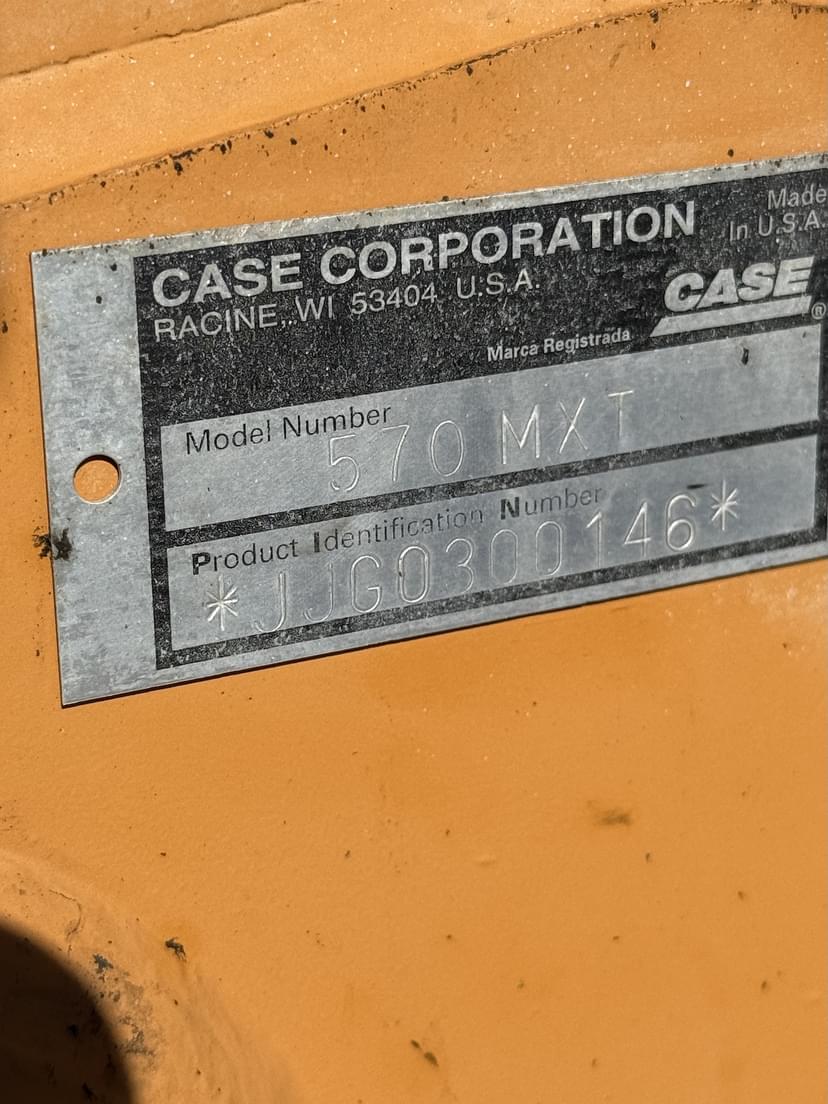 CASE CORPORATION
RACINE, WI 53404 U.S.A.
Made
In U.S.A.
CASE®
Marca Registrada
Model Number
570 MXT
Product Identification Number
*JJG0300146*